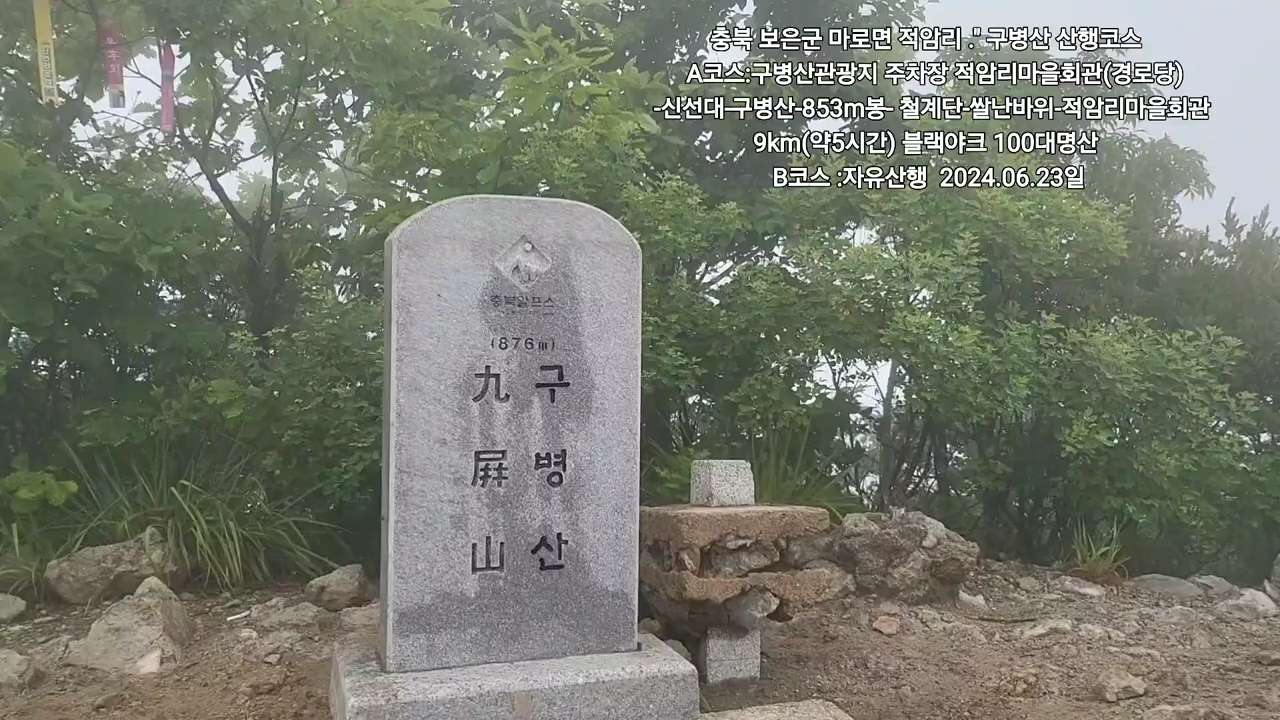 충북 보은군 마로면 적암리 ." 구병산 산행코스
A코스:구병산관광지 주차장 적암리마을회관(경로당)
-신선대-구병산-853m봉- 철계단-쌀난바위-적암리마을회관
9km(약5시간) 블랙야크 100대명산
B코스 :자유산행 2024.06.23일
충북알프스
(876m)
九 구
屛 병
山 산